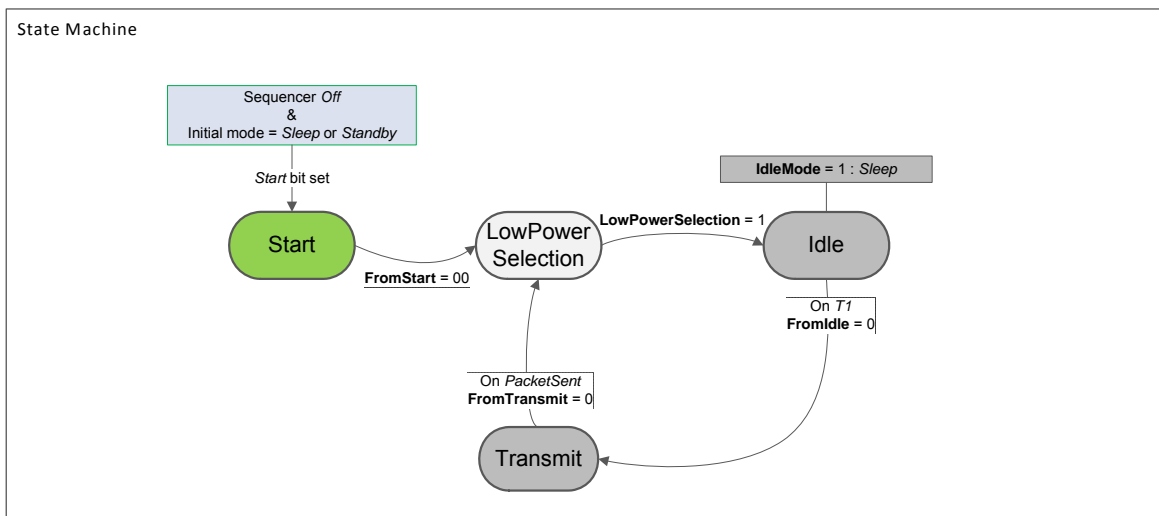 State Machine
Sequencer Off
&
Initial mode = Sleep or Standby
Start bit set
IdleMode = 1 : Sleep
Start
FromStart = 00
LowPower
Selection
LowPowerSelection = 1
Idle
On T1
FromIdle = 0
On PacketSent
FromTransmit = 0
Transmit